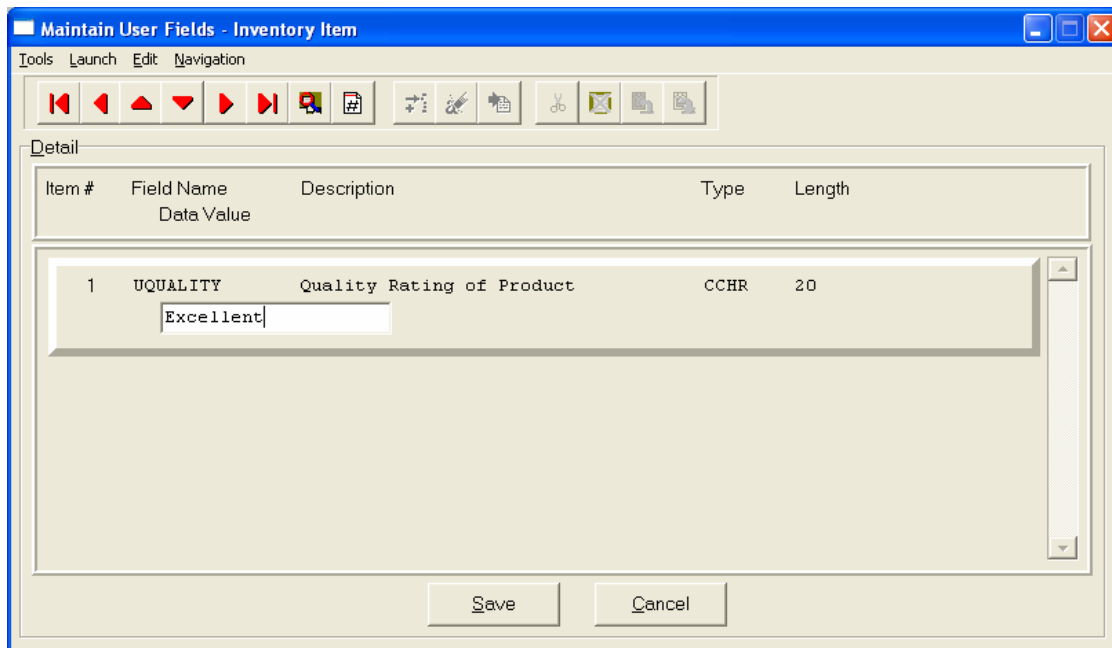 Maintain User Fields - Inventory Item
Tools Launch Edit Navigation
#
Detail
Item # Field Name Description Type Length
Data Value
1 UQUALITY Quality Rating of Product CCHR 20
Excellent
Save Cancel